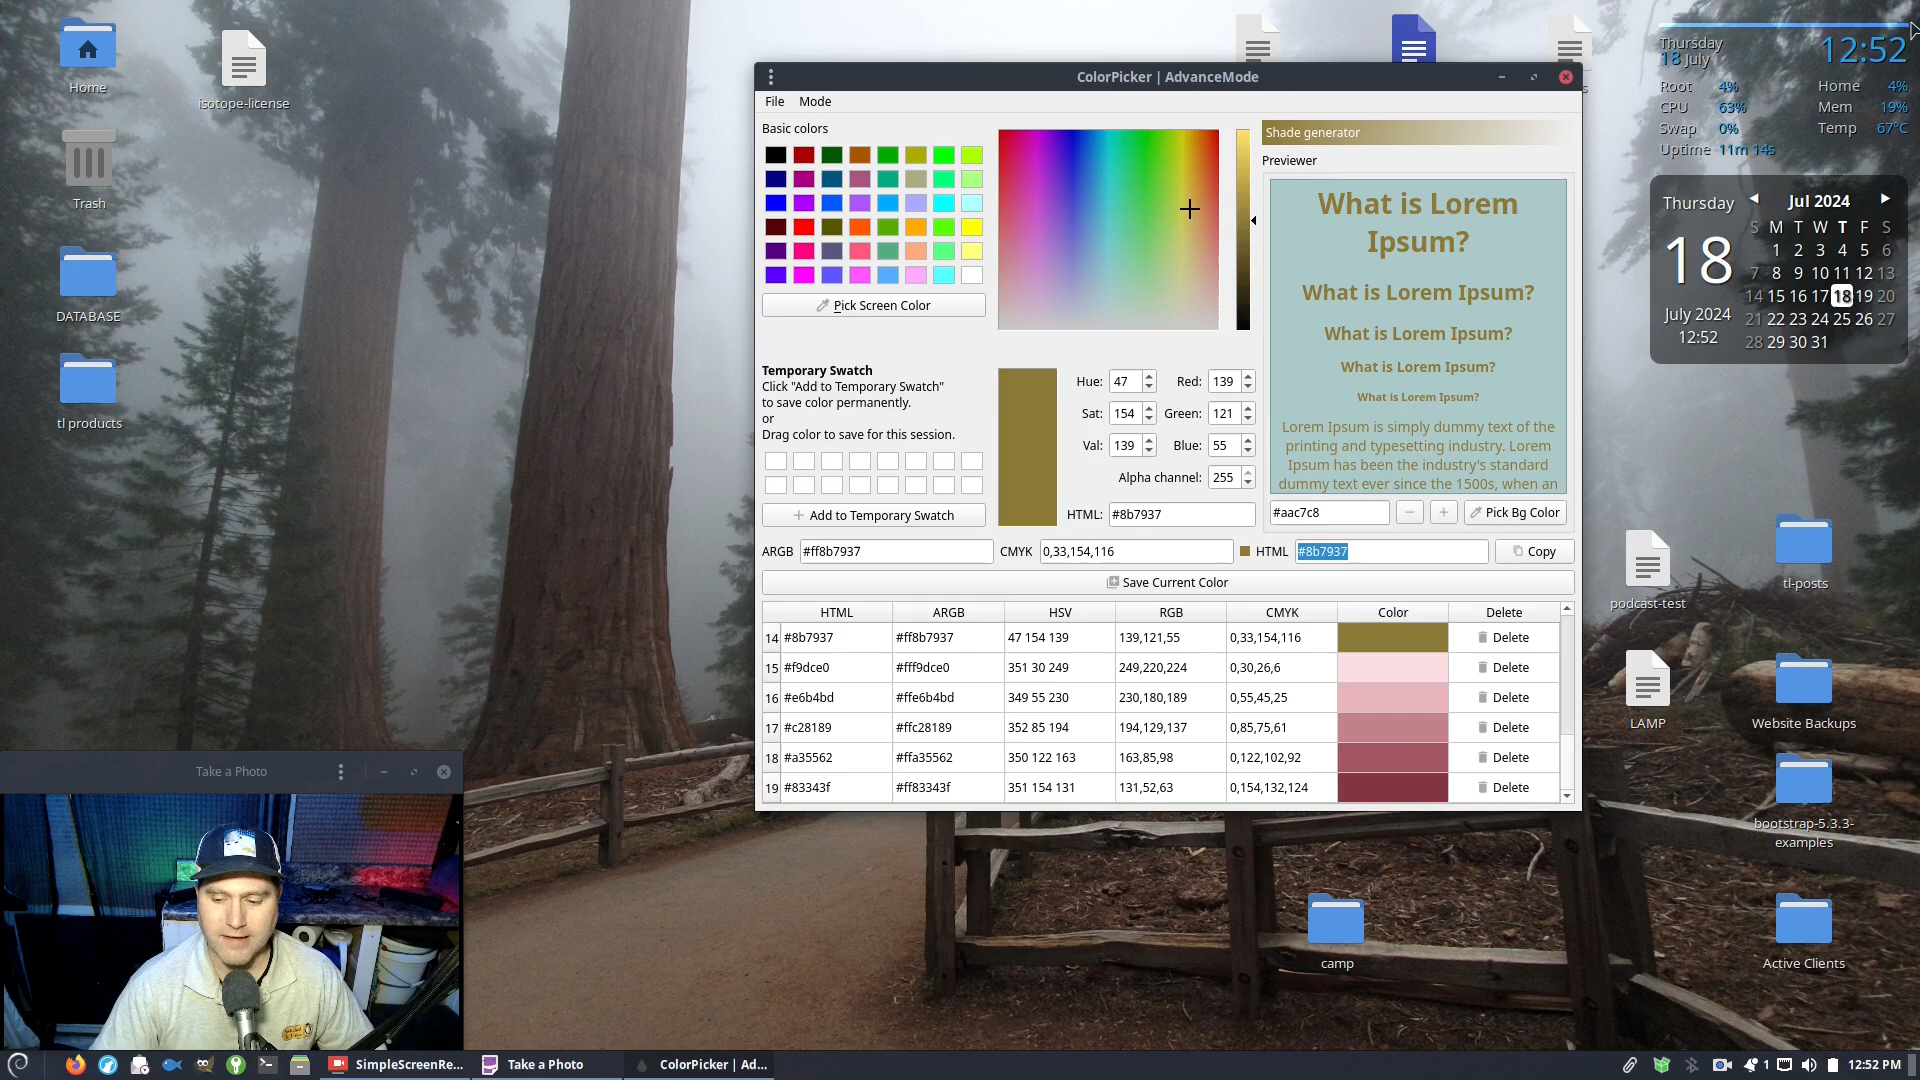 Home
isotope-license
Trash
DATABASE
tl products
Thursday
18 July
12:52
Root 4% Home 4%
CPU 63% Mem 19%
Swap 0% Temp 67°C
Uptime 11m 14s
Thursday
18
July 2024
12:52
Jul 2024
S M T W T F S
1 2 3 4 5 6
7 8 9 10 11 12 13
14 15 16 17 18 19 20
21 22 23 24 25 26 27
28 29 30 31
ColorPicker | AdvanceMode
File Mode
Basic colors
Pick Screen Color
Temporary Swatch
Click "Add to Temporary Swatch"
to save color permanently.
or
Drag color to save for this session.
+ Add to Temporary Swatch
Hue: 47 Red: 139
Sat: 154 Green: 121
Val: 139 Blue: 55
Alpha channel: 255
HTML: #8b7937
Shade generator
Previewer
What is Lorem
Ipsum?
What is Lorem Ipsum?
What is Lorem Ipsum?
What is Lorem Ipsum?
What is Lorem Ipsum?
Lorem Ipsum is simply dummy text of the
printing and typesetting industry. Lorem
Ipsum has been the industry's standard
dummy text ever since the 1500s, when an
#aac7c8 − + Pick Bg Color
ARGB #ff8b7937 CMYK 0,33,154,116 HTML #8b7937 Copy
Save Current Color
HTML ARGB HSV RGB CMYK Color Delete
14 #8b7937 #ff8b7937 47 154 139 139,121,55 0,33,154,116 Delete
15 #f9dce0 #fff9dce0 351 30 249 249,220,224 0,30,26,6 Delete
16 #e6b4bd #ffe6b4bd 349 55 230 230,180,189 0,55,45,25 Delete
17 #c28189 #ffc28189 352 85 194 194,129,137 0,85,75,61 Delete
18 #a35562 #ffa35562 350 122 163 163,85,98 0,122,102,92 Delete
19 #83343f #ff83343f 351 154 131 131,52,63 0,154,132,124 Delete
podcast-test
tl-posts
LAMP
Website Backups
bootstrap-5.3.3-
examples
camp
Active Clients
Take a Photo
SimpleScreenRe...
Take a Photo
ColorPicker | Ad...
1
12:52 PM